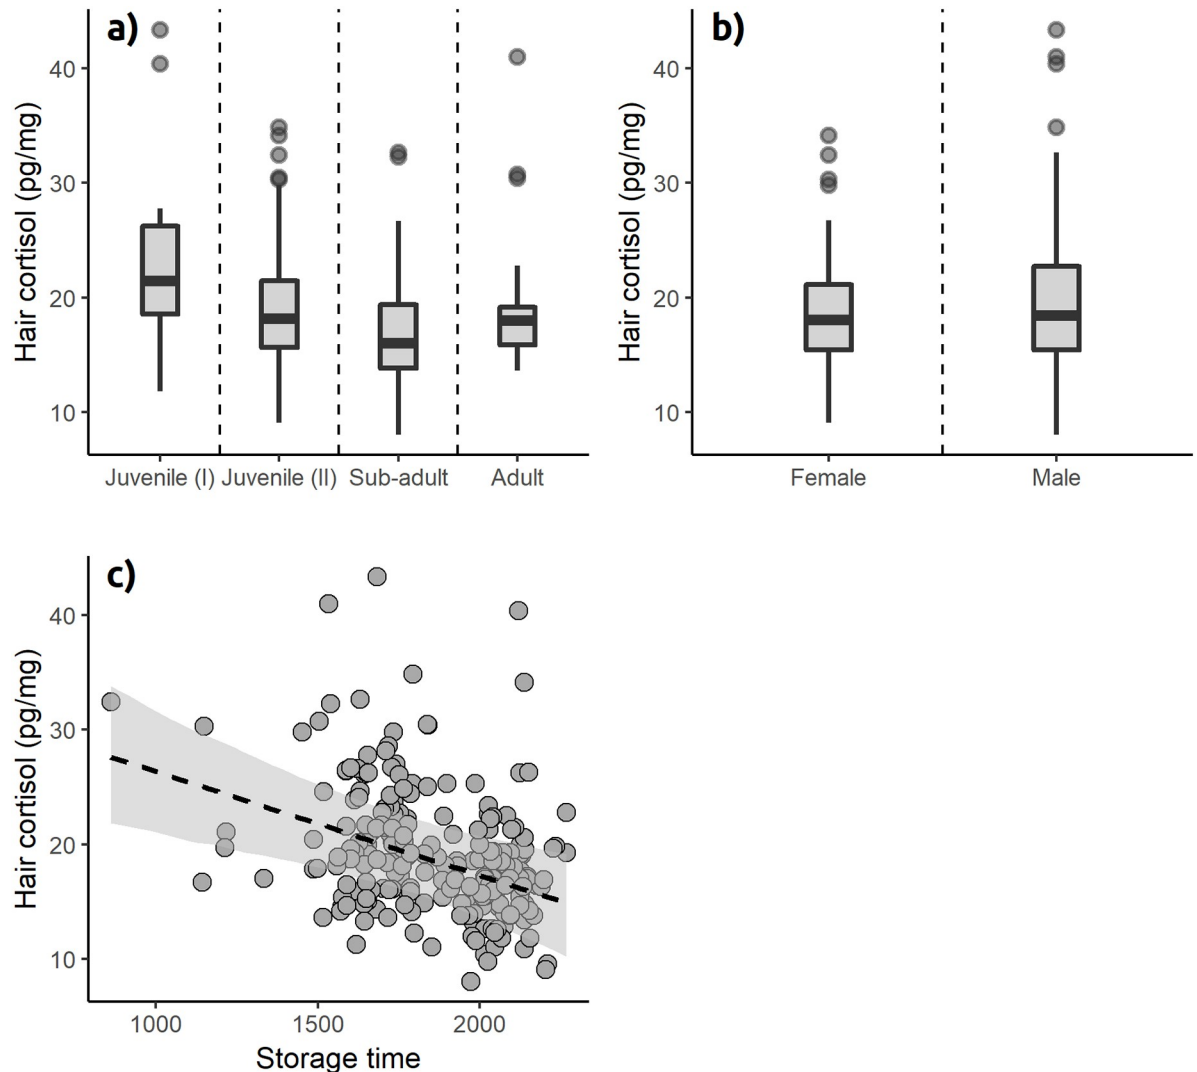 a)
Hair cortisol (pg/mg)
40
30
20
10
Juvenile (I) Juvenile (II) Sub-adult Adult
b)
Hair cortisol (pg/mg)
40
30
20
10
Female Male
c)
Hair cortisol (pg/mg)
40
30
20
10
1000 1500 2000
Storage time